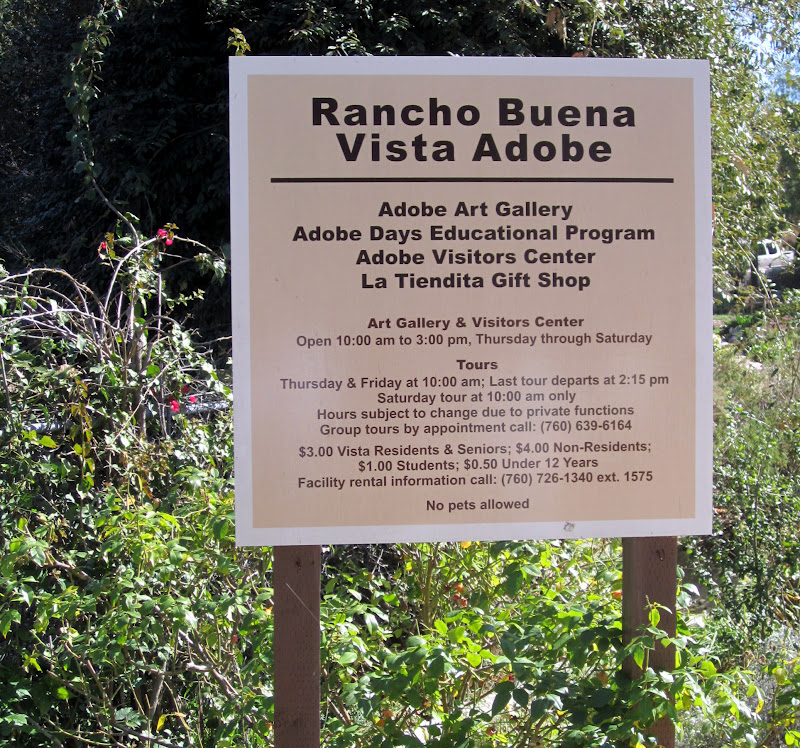 Rancho Buena
Vista Adobe
Adobe Art Gallery
Adobe Days Educational Program
Adobe Visitors Center
La Tiendita Gift Shop
Art Gallery & Visitors Center
Open 10:00 am to 3:00 pm, Thursday through Saturday
Tours
Thursday & Friday at 10:00 am; Last tour departs at 2:15 pm
Saturday tour at 10:00 am only
Hours subject to change due to private functions
Group tours by appointment call: (760) 639-6164
$3.00 Vista Residents & Seniors; $4.00 Non-Residents;
$1.00 Students; $0.50 Under 12 Years
Facility rental information call: (760) 726-1340 ext. 1575
No pets allowed